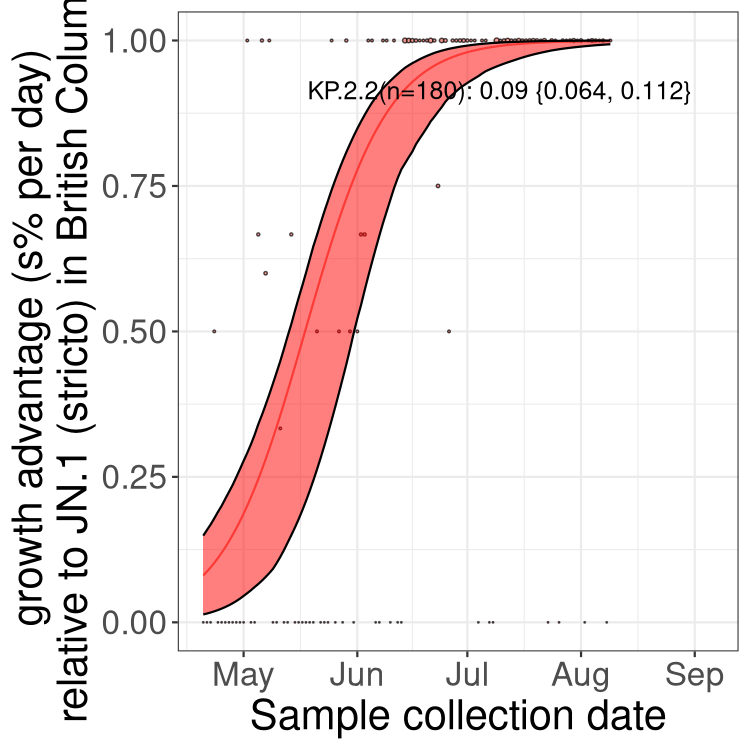 growth advantage (s% per day)
relative to JN.1 (stricto) in British Colum
1.00
0.75
0.50
0.25
0.00
KP.2.2(n=180): 0.09 {0.064, 0.112}
May Jun Jul Aug Sep
Sample collection date